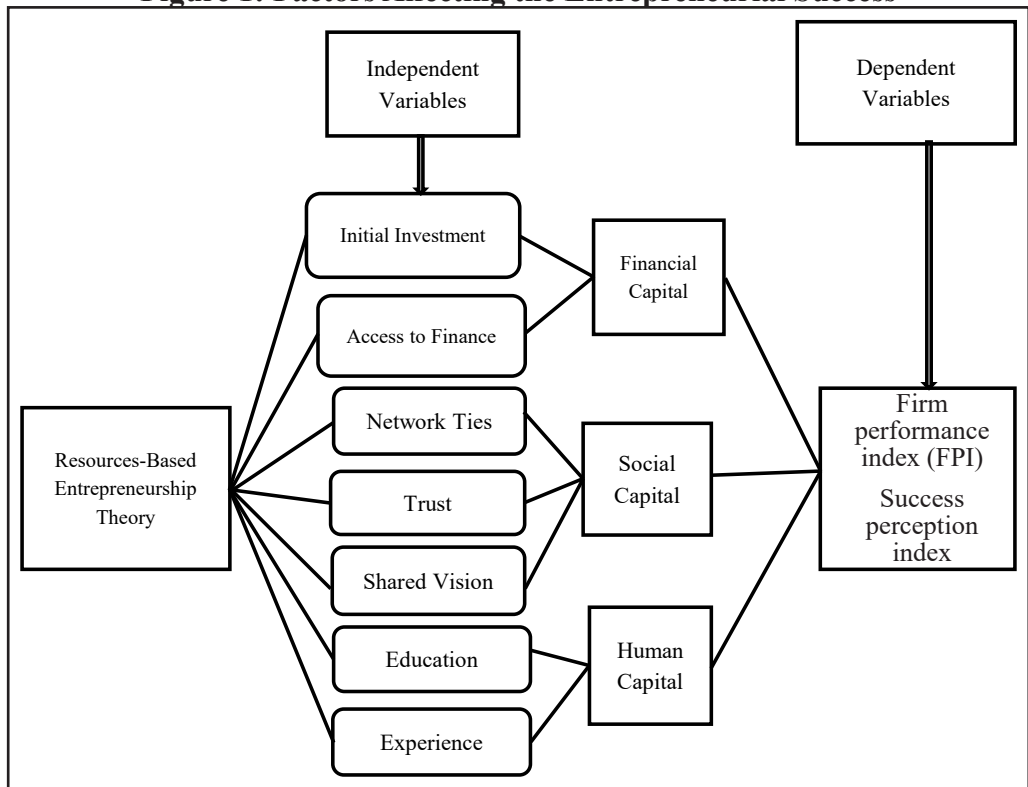 Figure 1: Factors Affecting the Entrepreneurial Success
Independent
Variables
Dependent
Variables
Initial Investment
Financial
Capital
Access to Finance
Network Ties
Firm
performance
index (FPI)
Success
perception
index
Resources-Based
Entrepreneurship
Theory
Social
Capital
Trust
Shared Vision
Education
Human
Capital
Experience